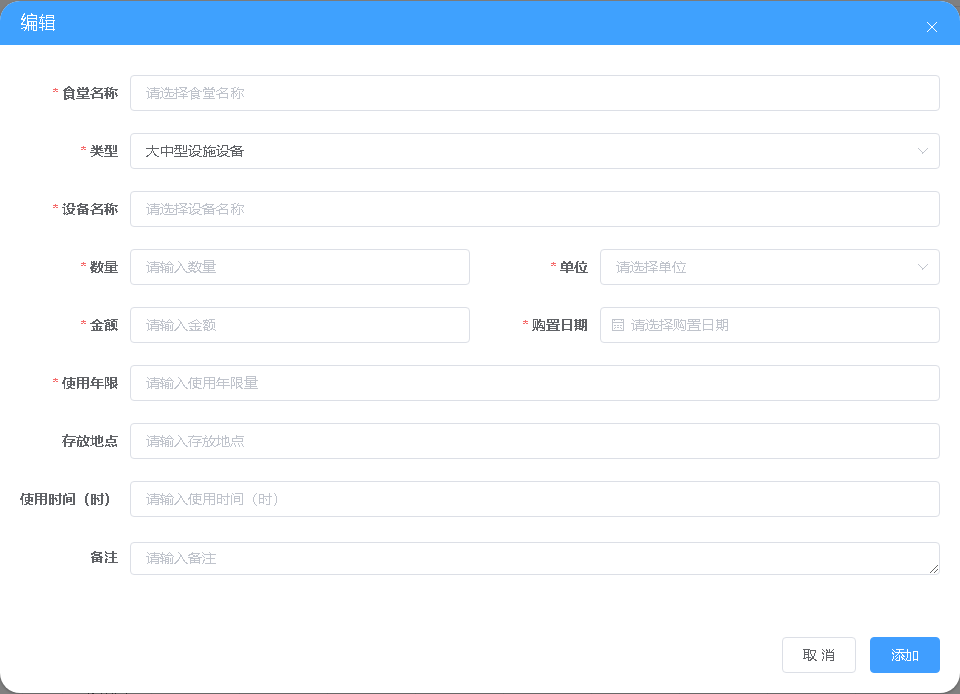 编辑
* 食堂名称 请选择食堂名称
* 类型 大中型设施设备
* 设备名称 请选择设备名称
* 数量 请输入数量 * 单位 请选择单位
* 金额 请输入金额 * 购置日期 请选择购置日期
* 使用年限 请输入使用年限量
存放地点 请输入存放地点
使用时间（时） 请输入使用时间（时）
备注 请输入备注
取 消 添加